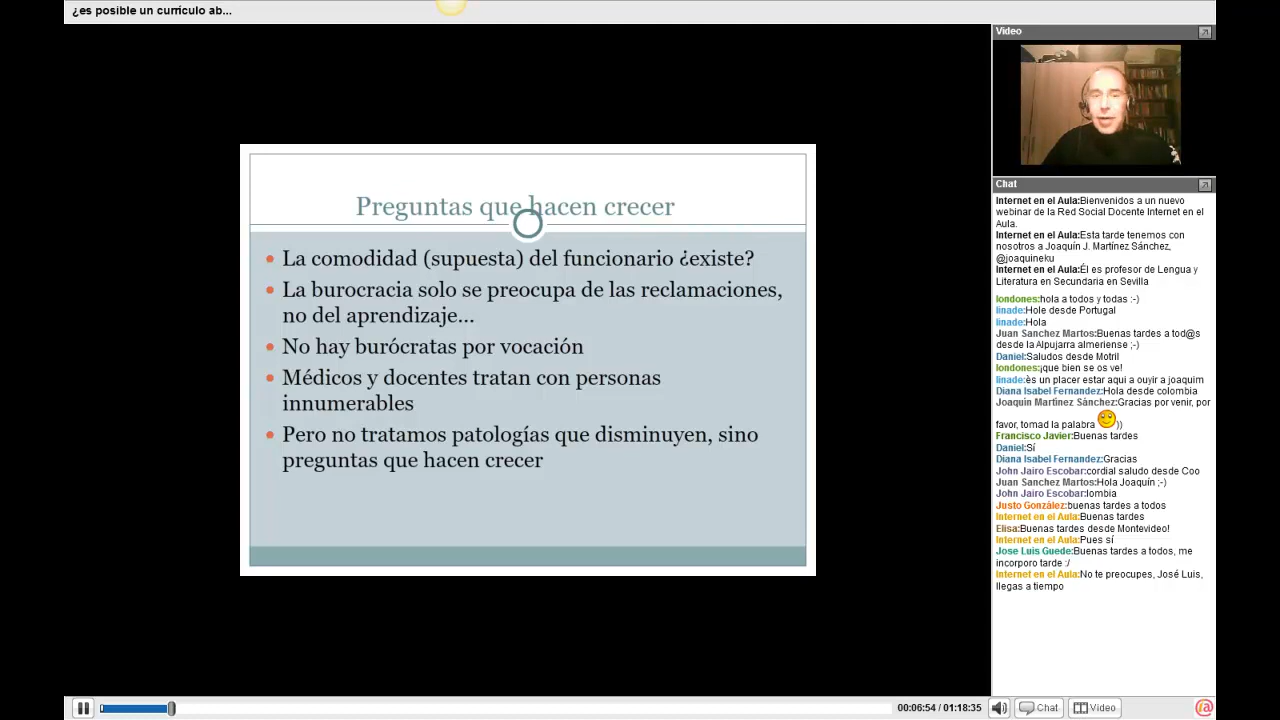 ¿es posible un curriculo ab...
Preguntas que hacen crecer
La comodidad (supuesta) del funcionario ¿existe?
La burocracia solo se preocupa de las reclamaciones,
no del aprendizaje...
No hay burócratas por vocación
Médicos y docentes tratan con personas
innumerables
Pero no tratamos patologías que disminuyen, sino
preguntas que hacen crecer
Video
Chat
Internet en el Aula:Bienvenidos a un nuevo
webinar de la Red Social Docente Internet en el
Aula.
Internet en el Aula:Esta tarde tenemos con
nosotros a Joaquín J. Martínez Sánchez,
@joaquineku
Internet en el Aula:Él es profesor de Lengua y
Literatura en Secundaria en Sevilla
londones:hola a todos y todas :-)
linade:Hole desde Portugal
linade:Hola
Juan Sanchez Martos:Buenas tardes a tod@s
desde la Alpujarra almeriense ;-)
Daniel:Saludos desde Motril
londones:¡que bien se os ve!
linade:ès un placer estar aqui a ouyir a joaquim
Diana Isabel Fernandez:Hola desde colombia
Joaquín Martínez Sánchez:Gracias por venir, por
favor, tomad la palabra ))
Francisco Javier:Buenas tardes
Daniel:Sí
Diana Isabel Fernandez:Gracias
John Jairo Escobar:cordial saludo desde Coo
Juan Sanchez Martos:Hola Joaquín ;-)
John Jairo Escobar:lombia
Justo González:buenas tardes a todos
Internet en el Aula:Buenas tardes
Elisa:Buenas tardes desde Montevideo!
Internet en el Aula:Pues sí
Jose Luis Guede:Buenas tardes a todos, me
incorporo tarde :/
Internet en el Aula:No te preocupes, José Luis,
llegas a tiempo
00:06:54 / 01:18:35
Chat
Video